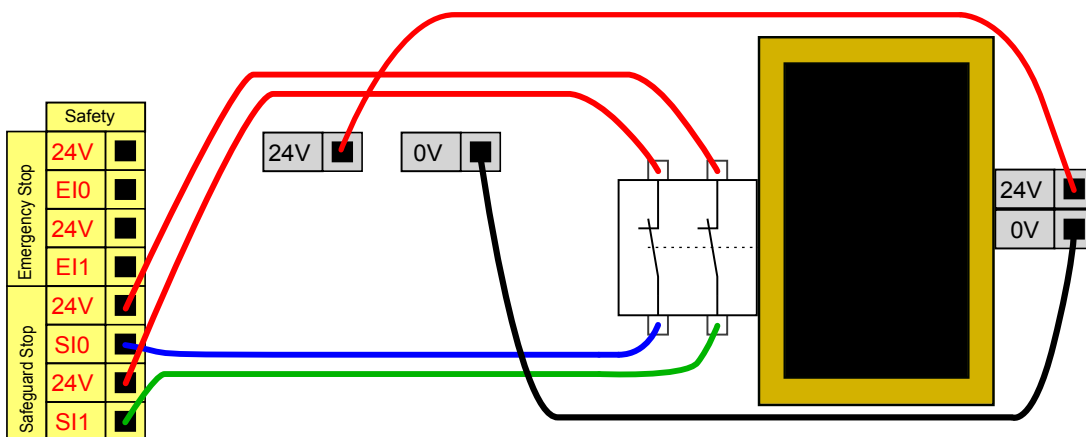 Safety
Emergency Stop
24V
EI0
24V
EI1
Safeguard Stop
24V
SI0
24V
SI1
24V
0V
24V
0V